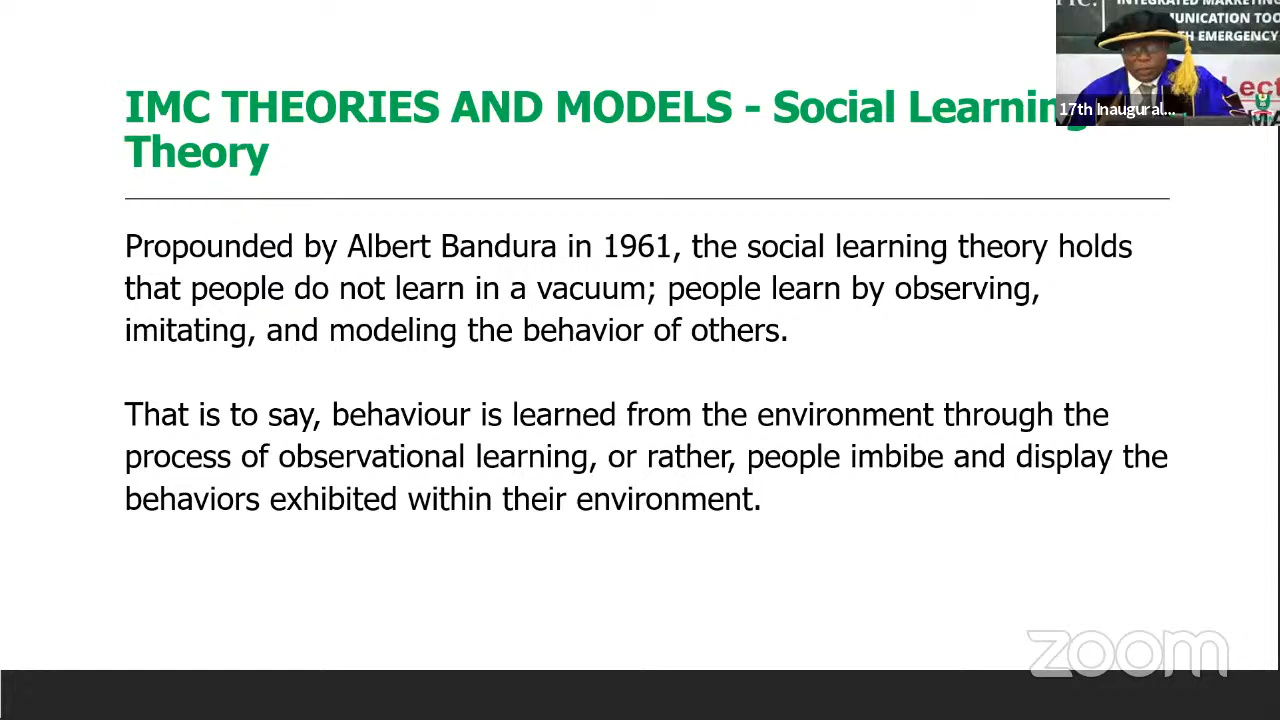 INTEGRATED MARKETING
IMC THEORIES AND MODELS - Social Learning
Theory
17th Inaugural...
Propounded by Albert Bandura in 1961, the social learning theory holds
that people do not learn in a vacuum; people learn by observing,
imitating, and modeling the behavior of others.
That is to say, behaviour is learned from the environment through the
process of observational learning, or rather, people imbibe and display the
behaviors exhibited within their environment.
zoom